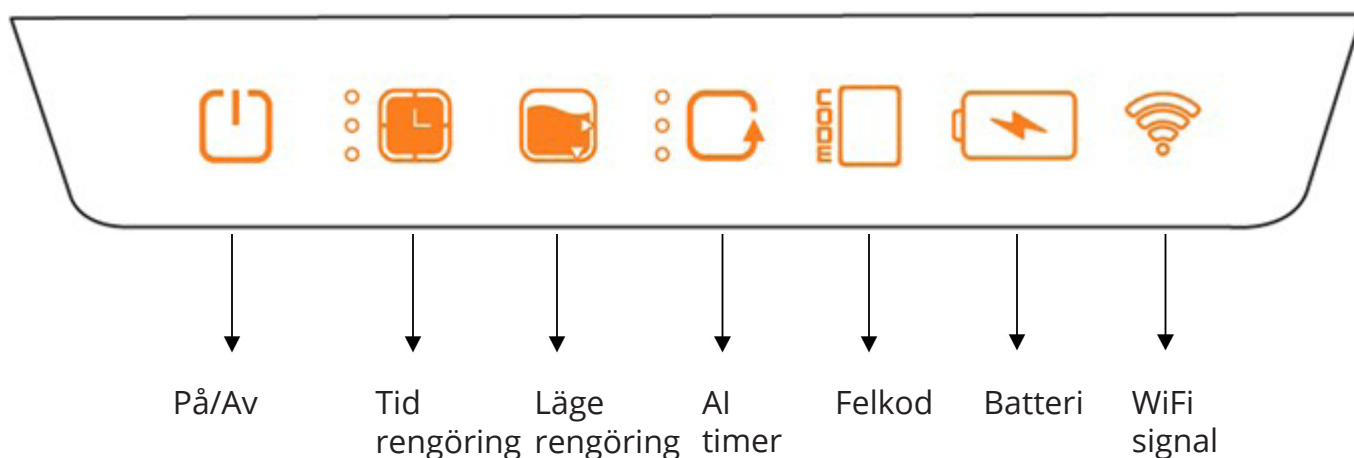 CODE
På/Av
Tid
rengöring
Läge
rengöring
AI
timer
Felkod
Batteri
WiFi
signal